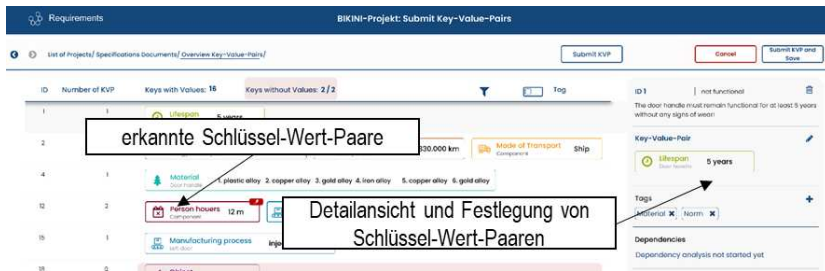 Requirements
BIKINI-Projekt: Submit Key-Value-Pairs
List of Projects/ Specifications Documents/ Overview Key-Value-Pairs/
Submit KVP
Cancel
Submit KVP and
Save
ID Number of KVP Keys with Values: 16 Keys without Values: 2/2 Tag
1 1 Lifespan 5 years
erkannte Schlüssel-Wert-Paare
2 830.000 km Mode of Transport Ship
Component
4 1 Material 1. plastic alloy 2. copper alloy 3. gold alloy 4. iron alloy 5. copper alloy 6. gold alloy
Door handle
12 2 Person houers 12 m
Component
Detailansicht und Festlegung von
Schlüssel-Wert-Paaren
15 1 Manufacturing process
18 0 Object
ID 1 | not functional
The door handle must remain functional for at least 5 years
without any signs of wear:
Key-Value-Pair
Lifespan 5 years
Door handle
Tags
Material Norm
Dependencies
Dependency analysis not started yet